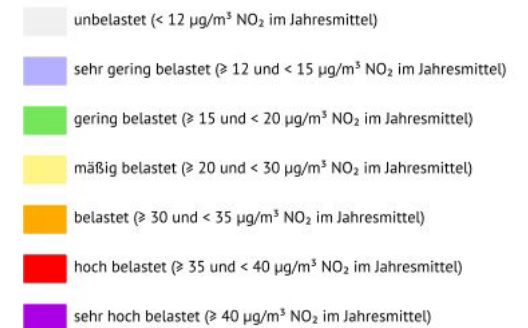 unbelastet (< 12 µg/m³ NO₂ im Jahresmittel)
sehr gering belastet (≥ 12 und < 15 µg/m³ NO₂ im Jahresmittel)
gering belastet (≥ 15 und < 20 µg/m³ NO₂ im Jahresmittel)
mäßig belastet (≥ 20 und < 30 µg/m³ NO₂ im Jahresmittel)
belastet (≥ 30 und < 35 µg/m³ NO₂ im Jahresmittel)
hoch belastet (≥ 35 und < 40 µg/m³ NO₂ im Jahresmittel)
sehr hoch belastet (≥ 40 µg/m³ NO₂ im Jahresmittel)